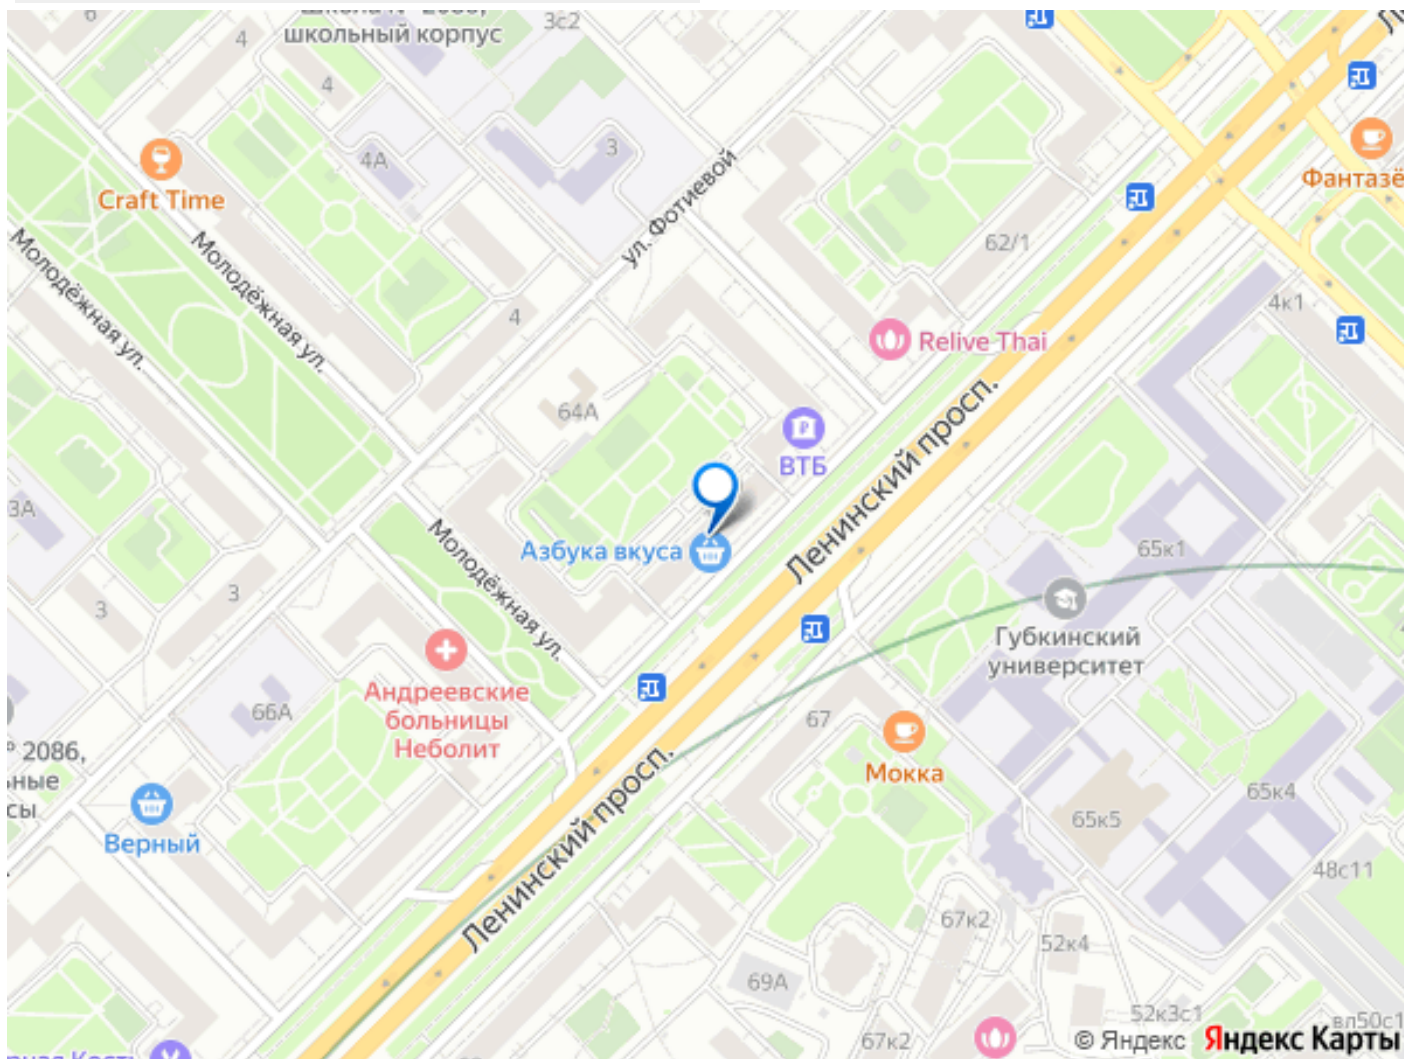 6
4
школьный корпус
3с2
4
3
4А
Craft Time
ул. Фотиевой
Фантазё
62/1
Молодёжная ул.
Молодёжная ул.
4к1
4
Relive Thai
64А
Ленинский просп.
ВТБ
3А
Азбука вкуса
65к1
Молодёжная ул.
3
3
Губкинский
университет
Андреевские
больницы
Неболит
66А
67
№ 2086,
Мокка
65к4
65к5
Верный
Ленинский просп.
48с11
67к2
52к4
69А
52к3с1
вл50с1
67к2
© Яндекс Яндекс Карты